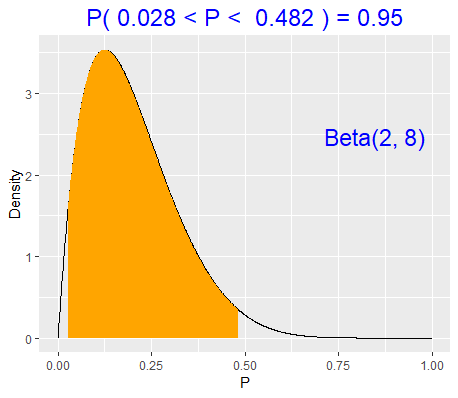 P( 0.028 < P <  0.482 ) = 0.95
Beta(2, 8)
Density
3
2
1
0
0.00 0.25 0.50 0.75 1.00
P